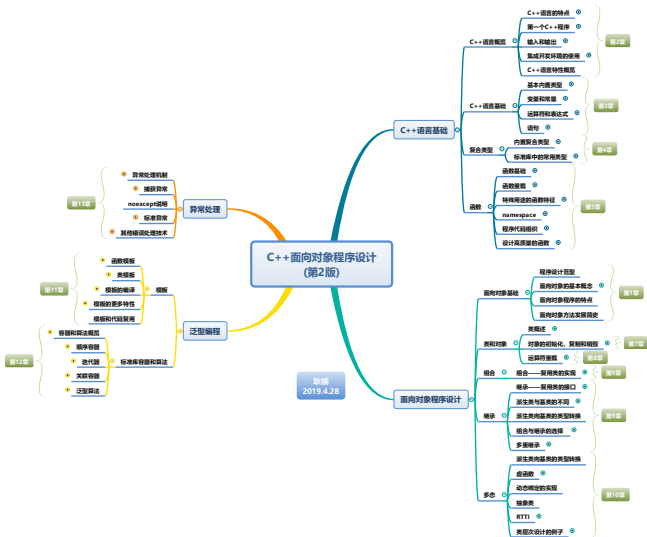 C++面向对象程序设计
(第2版)
耿楠
2019.4.28
C++语言基础
C++语言概览
C++语言的特点
第一个C++程序
输入和输出
集成开发环境的使用
C++语言特性概览
第2章
C++语言基础
基本内置类型
变量和常量
运算符和表达式
语句
第3章
复合类型
内置复合类型
标准库中的常用类型
第4章
函数
函数基础
函数重载
特殊用途的函数特征
namespace
程序代码组织
设计高质量的函数
第5章
面向对象程序设计
面向对象基础
程序设计范型
面向对象的基本概念
面向对象程序的特点
面向对象方法发展简史
第1章
类和对象
类概述
对象的初始化、复制和销毁
第7章
运算符重载
第8章
组合
组合——复用类的实现
第9章
继承
继承——复用类的接口
派生类与基类的不同
派生类向基类的类型转换
组合与继承的选择
多重继承
第9章
多态
派生类向基类的类型转换
虚函数
动态绑定的实现
抽象类
RTTI
类层次设计的例子
第10章
异常处理
异常处理机制
捕获异常
noexcept说明
标准异常
其他错误处理技术
第13章
泛型编程
模板
函数模板
类模板
模板的编译
模板的更多特性
模板和代码复用
第11章
标准库容器和算法
容器和算法概览
顺序容器
迭代器
关联容器
泛型算法
第12章